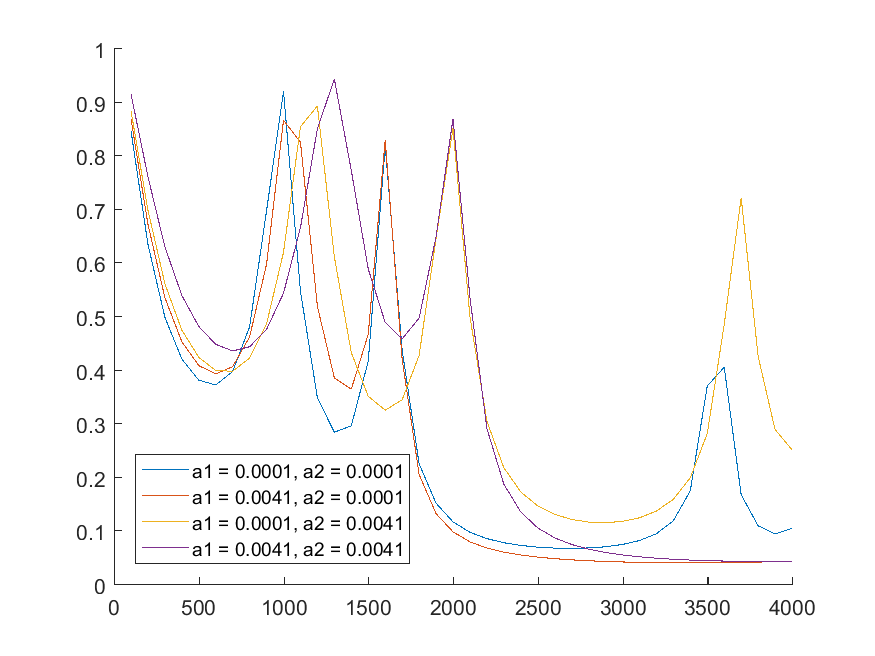 1
0.9
0.8
0.7
0.6
0.5
0.4
0.3
0.2
0.1
0
a1 = 0.0001, a2 = 0.0001
a1 = 0.0041, a2 = 0.0001
a1 = 0.0001, a2 = 0.0041
a1 = 0.0041, a2 = 0.0041
0 500 1000 1500 2000 2500 3000 3500 4000